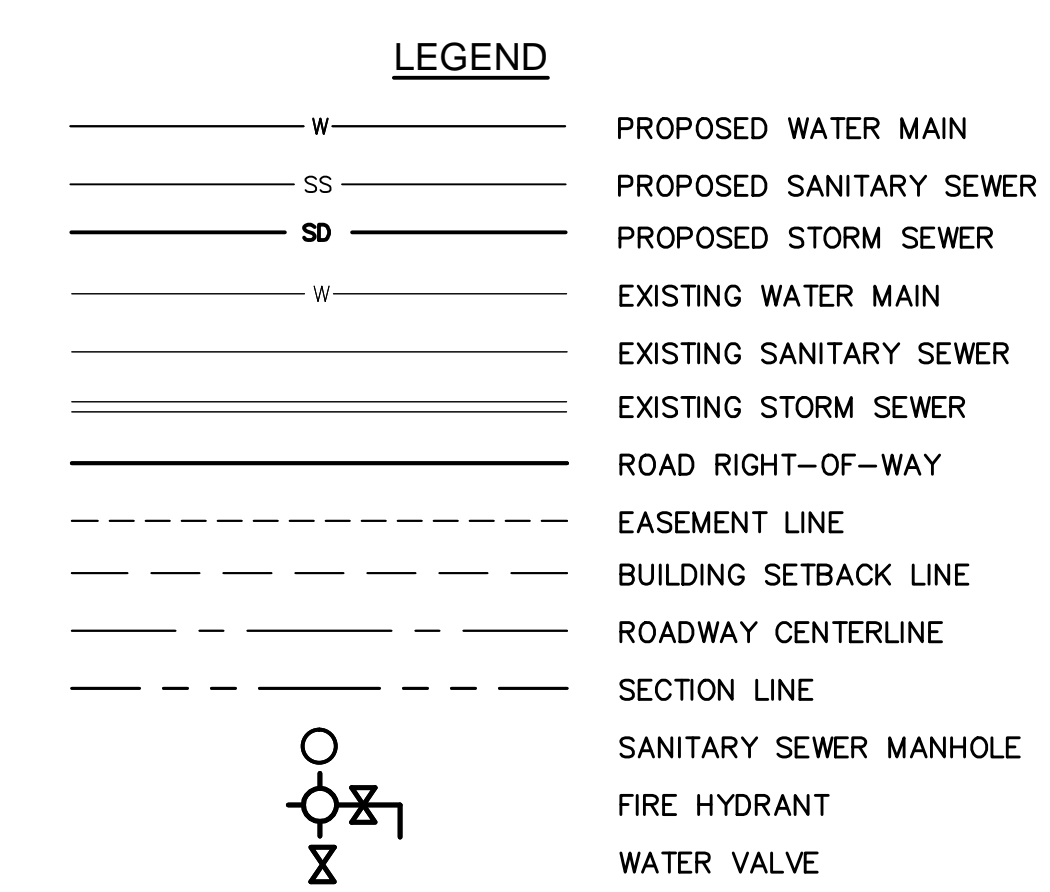 LEGEND
W PROPOSED WATER MAIN
SS PROPOSED SANITARY SEWER
SD PROPOSED STORM SEWER
W EXISTING WATER MAIN
EXISTING SANITARY SEWER
EXISTING STORM SEWER
ROAD RIGHT-OF-WAY
EASEMENT LINE
BUILDING SETBACK LINE
ROADWAY CENTERLINE
SECTION LINE
SANITARY SEWER MANHOLE
FIRE HYDRANT
WATER VALVE